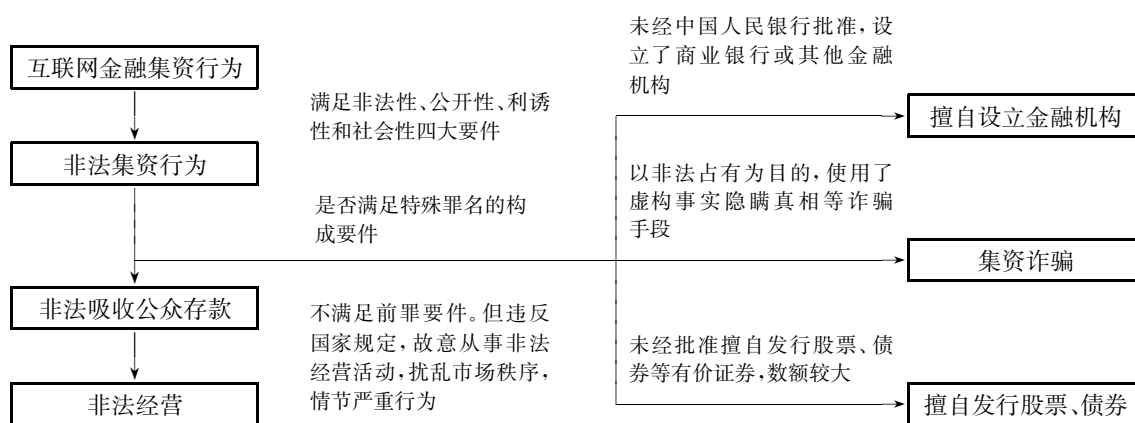 互联网金融集资行为
满足非法性、公开性、利诱
性和社会性四大要件
非法集资行为
是否满足特殊罪名的构
成要件
非法吸收公众存款
不满足前罪要件。但违反
国家规定，故意从事非法
经营活动，扰乱市场秩序，
情节严重行为
非法经营
未经中国人民银行批准，设
立了商业银行或其他金融
机构
擅自设立金融机构
以非法占有为目的，使用了
虚构事实隐瞒真相等诈骗
手段
集资诈骗
未经批准擅自发行股票、债
券等有价证券，数额较大
擅自发行股票、债券